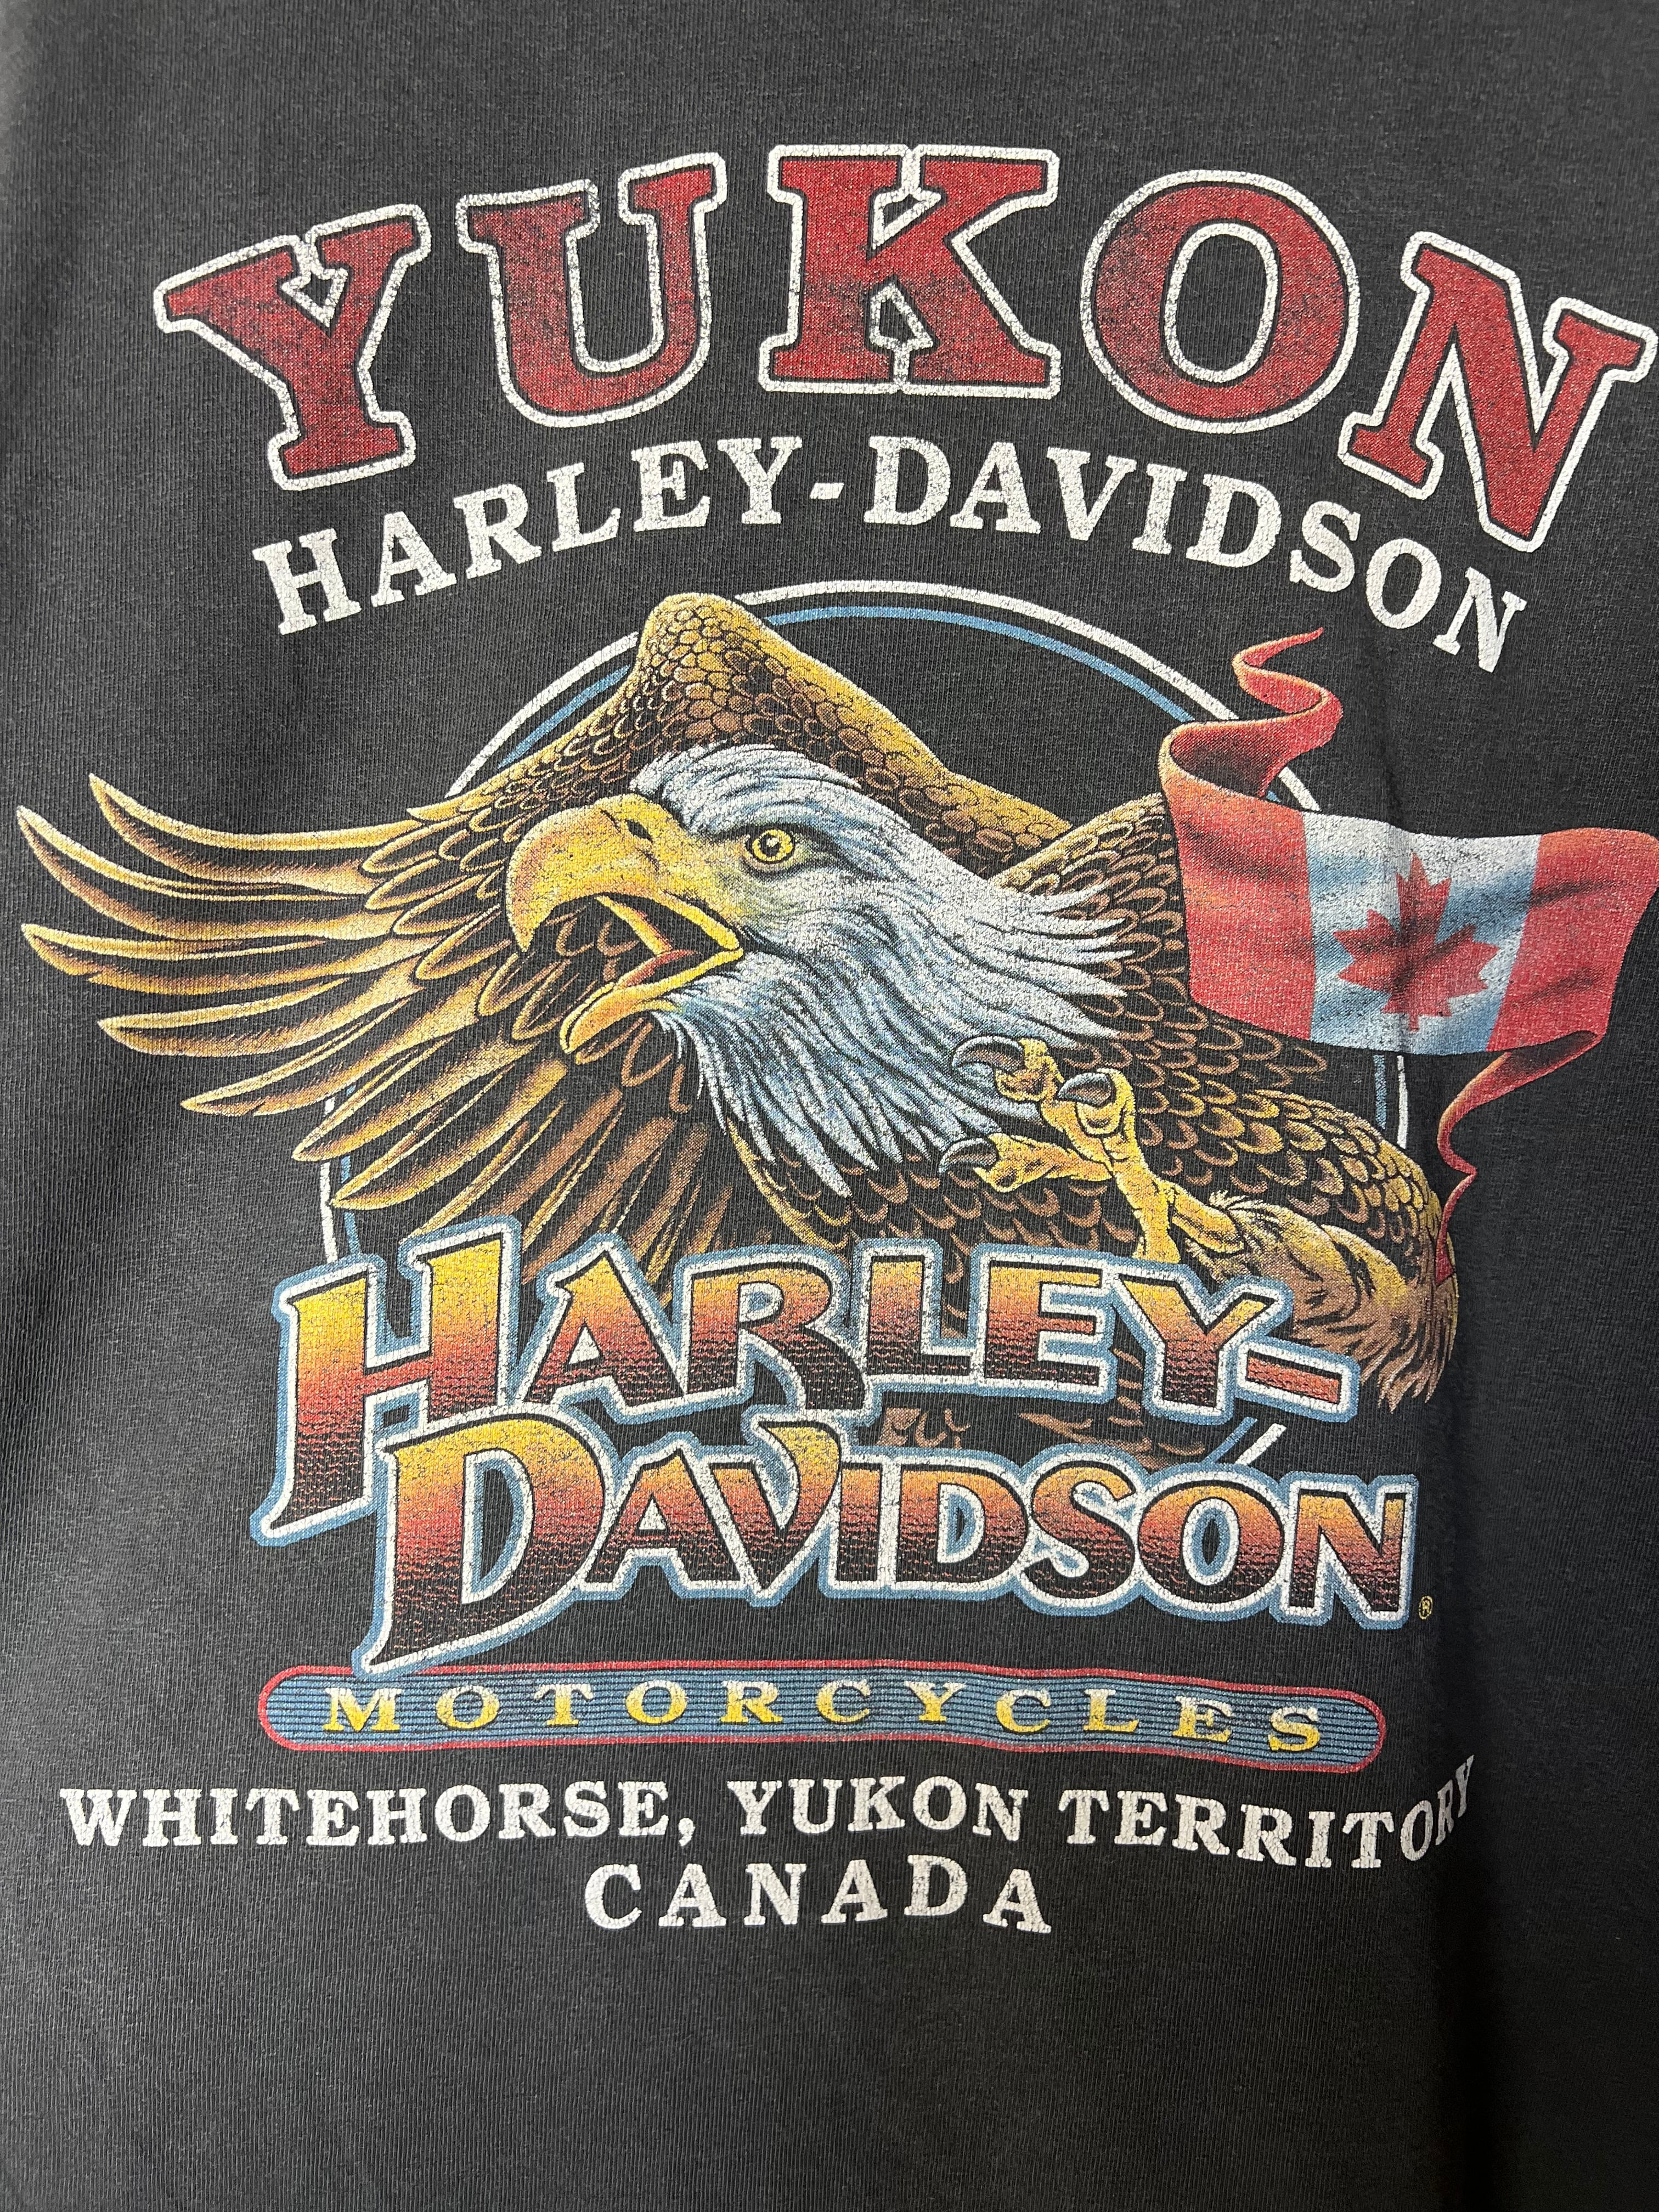 YUKON
HARLEY-DAVIDSON
HARLEY-
DAVIDSON®
MOTORCYCLES
WHITEHORSE, YUKON TERRITORY
CANADA